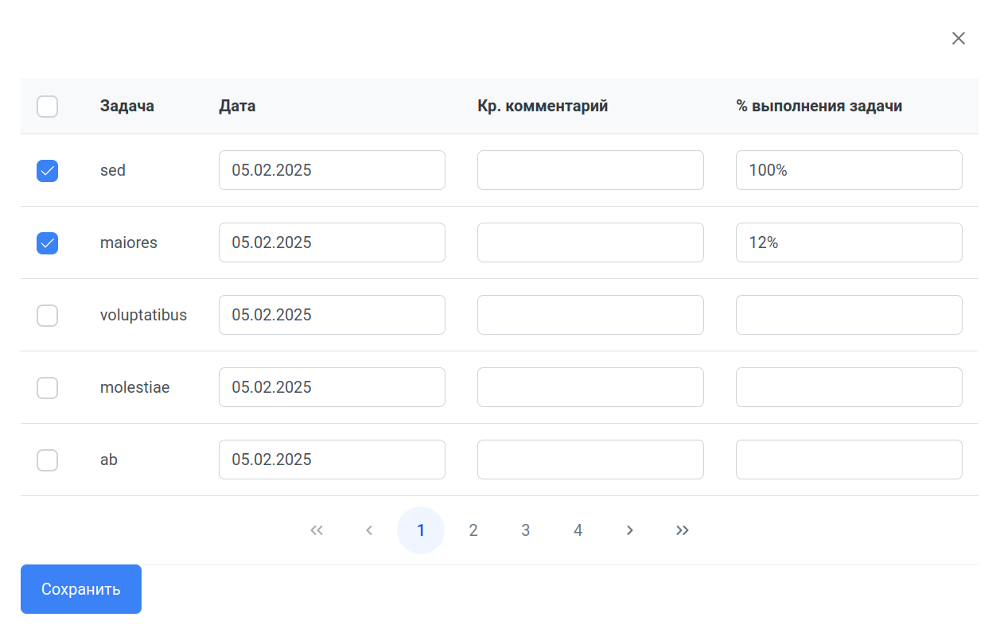 Задача Дата Кр. комментарий % выполнения задачи
sed 05.02.2025 100%
maiores 05.02.2025 12%
voluptatibus 05.02.2025
molestiae 05.02.2025
ab 05.02.2025
1 2 3 4
Сохранить